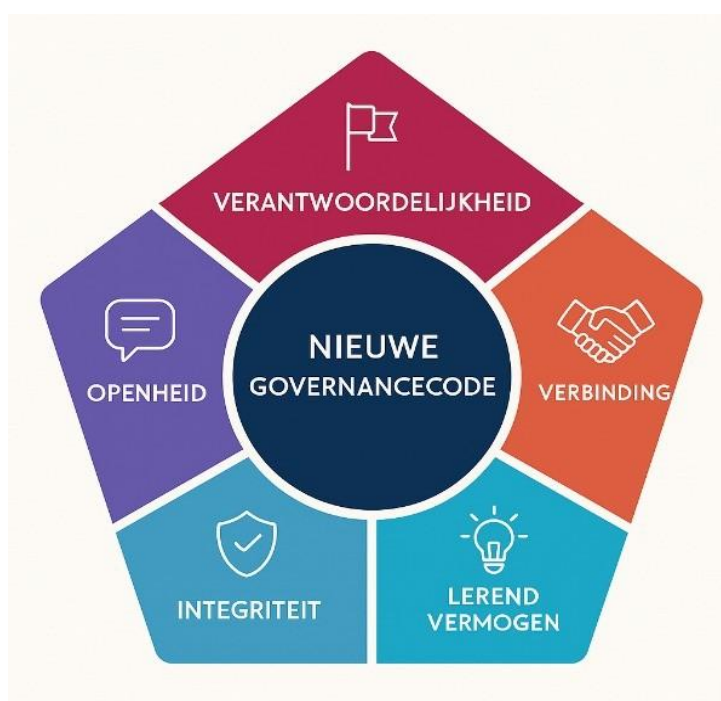 VERANTWOORDELIJKHEID
OPENHEID
NIEUWE
GOVERNANCECODE
VERBINDING
INTEGRITEIT
LEREND
VERMOGEN